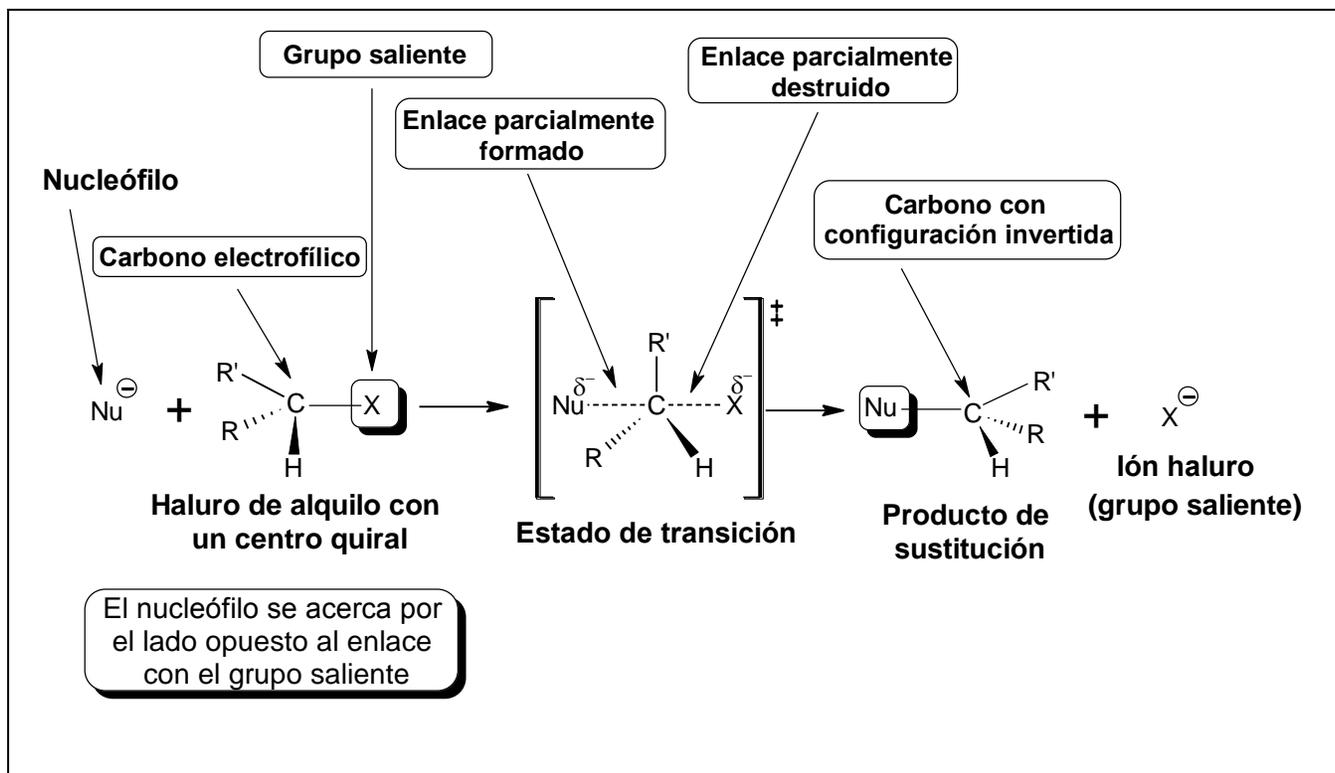 Grupo saliente
Enlace parcialmente
destruido
Enlace parcialmente
formado
Nucleófilo
Carbono con
configuración invertida
Carbono electrofílico
‡
R'
R'
R'
δ⁻
δ⁻
Nu ⊖ + C X Nu C X Nu C + X ⊖
R
R
R
H
H
H
Haluro de alquilo con
un centro quiral
Estado de transición
Producto de
sustitución
Ión haluro
(grupo saliente)
El nucleófilo se acerca por
el lado opuesto al enlace
con el grupo saliente